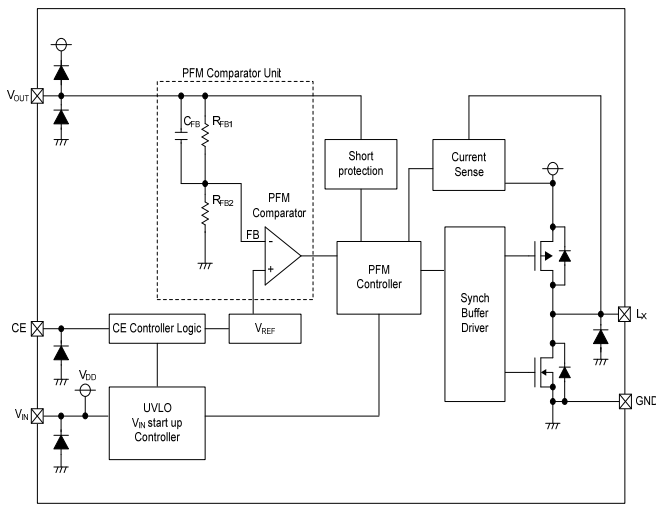 PFM Comparator Unit
VOUT
CFB
RFB1
RFB2
PFM
Comparator
FB
-
+
Short
protection
Current
Sense
PFM
Controller
Synch
Buffer
Driver
LX
CE
CE Controller Logic
VREF
VDD
VIN
UVLO
VIN start up
Controller
GND